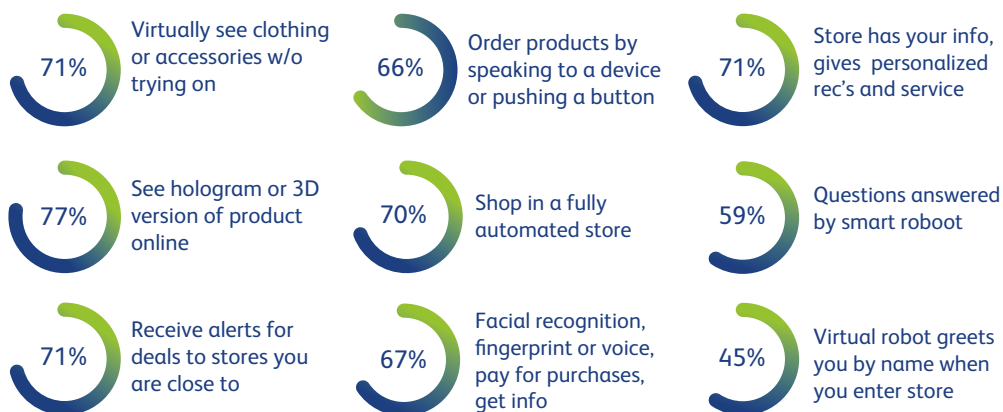 71%
Virtually see clothing
or accessories w/o
trying on
66%
Order products by
speaking to a device
or pushing a button
71%
Store has your info,
gives  personalized
rec's and service
77%
See hologram or 3D
version of product
online
70%
Shop in a fully
automated store
59%
Questions answered
by smart roboot
71%
Receive alerts for
deals to stores you
are close to
67%
Facial recognition,
fingerprint or voice,
pay for purchases,
get info
45%
Virtual robot greets
you by name when
you enter store